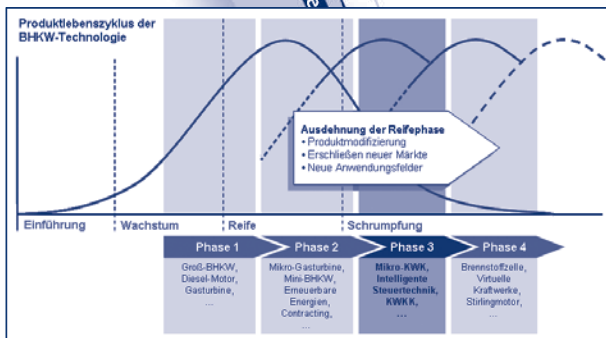 Produktlebenszyklus der
BHKW-Technologie
Ausdehnung der Reifephase
• Produktmodifizierung
• Erschließen neuer Märkte
• Neue Anwendungsfelder
Einführung
Wachstum
Reife
Schrumpfung
Phase 1
Phase 2
Phase 3
Phase 4
Groß-BHKW,
Diesel-Motor,
Gasturbine,
...
Mikro-Gasturbine,
Mini-BHKW,
Erneuerbare
Energien,
Contracting,
...
Mikro-KWK,
Intelligente
Steuertechnik,
KWKK,
...
Brennstoffzelle,
Virtuelle
Kraftwerke,
Stirlingmotor,
...